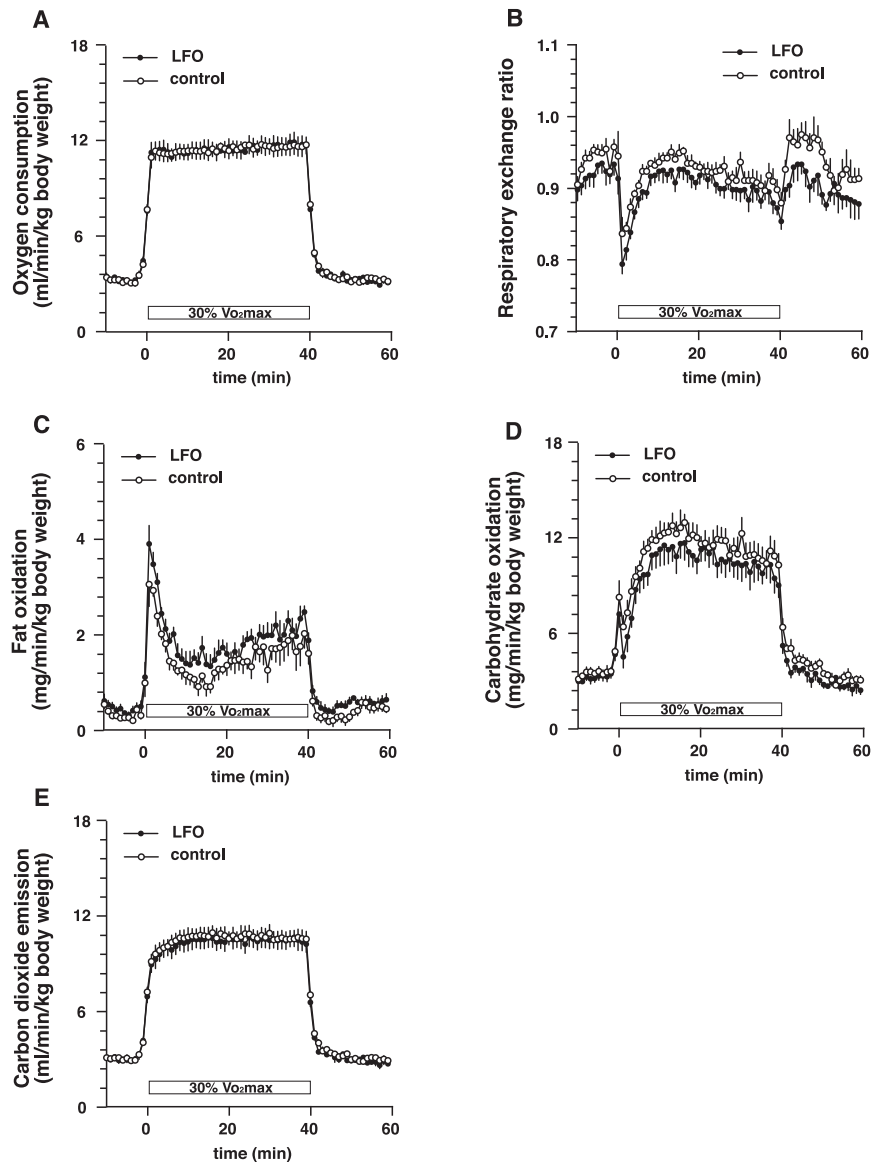 A
Oxygen consumption
(ml/min/kg body weight)
18
12
6
0
LFO
control
30% Vo2max
0 20 40 60
time (min)
B
Respiratory exchange ratio
1.1
1.0
0.9
0.8
0.7
LFO
control
30% Vo2max
0 20 40 60
time (min)
C
Fat oxidation
(mg/min/kg body weight)
6
4
2
0
LFO
control
30% Vo2max
0 20 40 60
time (min)
D
Carbohydrate oxidation
(mg/min/kg body weight)
18
12
6
0
LFO
control
30% Vo2max
0 20 40 60
time (min)
E
Carbon dioxide emission
(ml/min/kg body weight)
18
12
6
0
LFO
control
30% Vo2max
0 20 40 60
time (min)